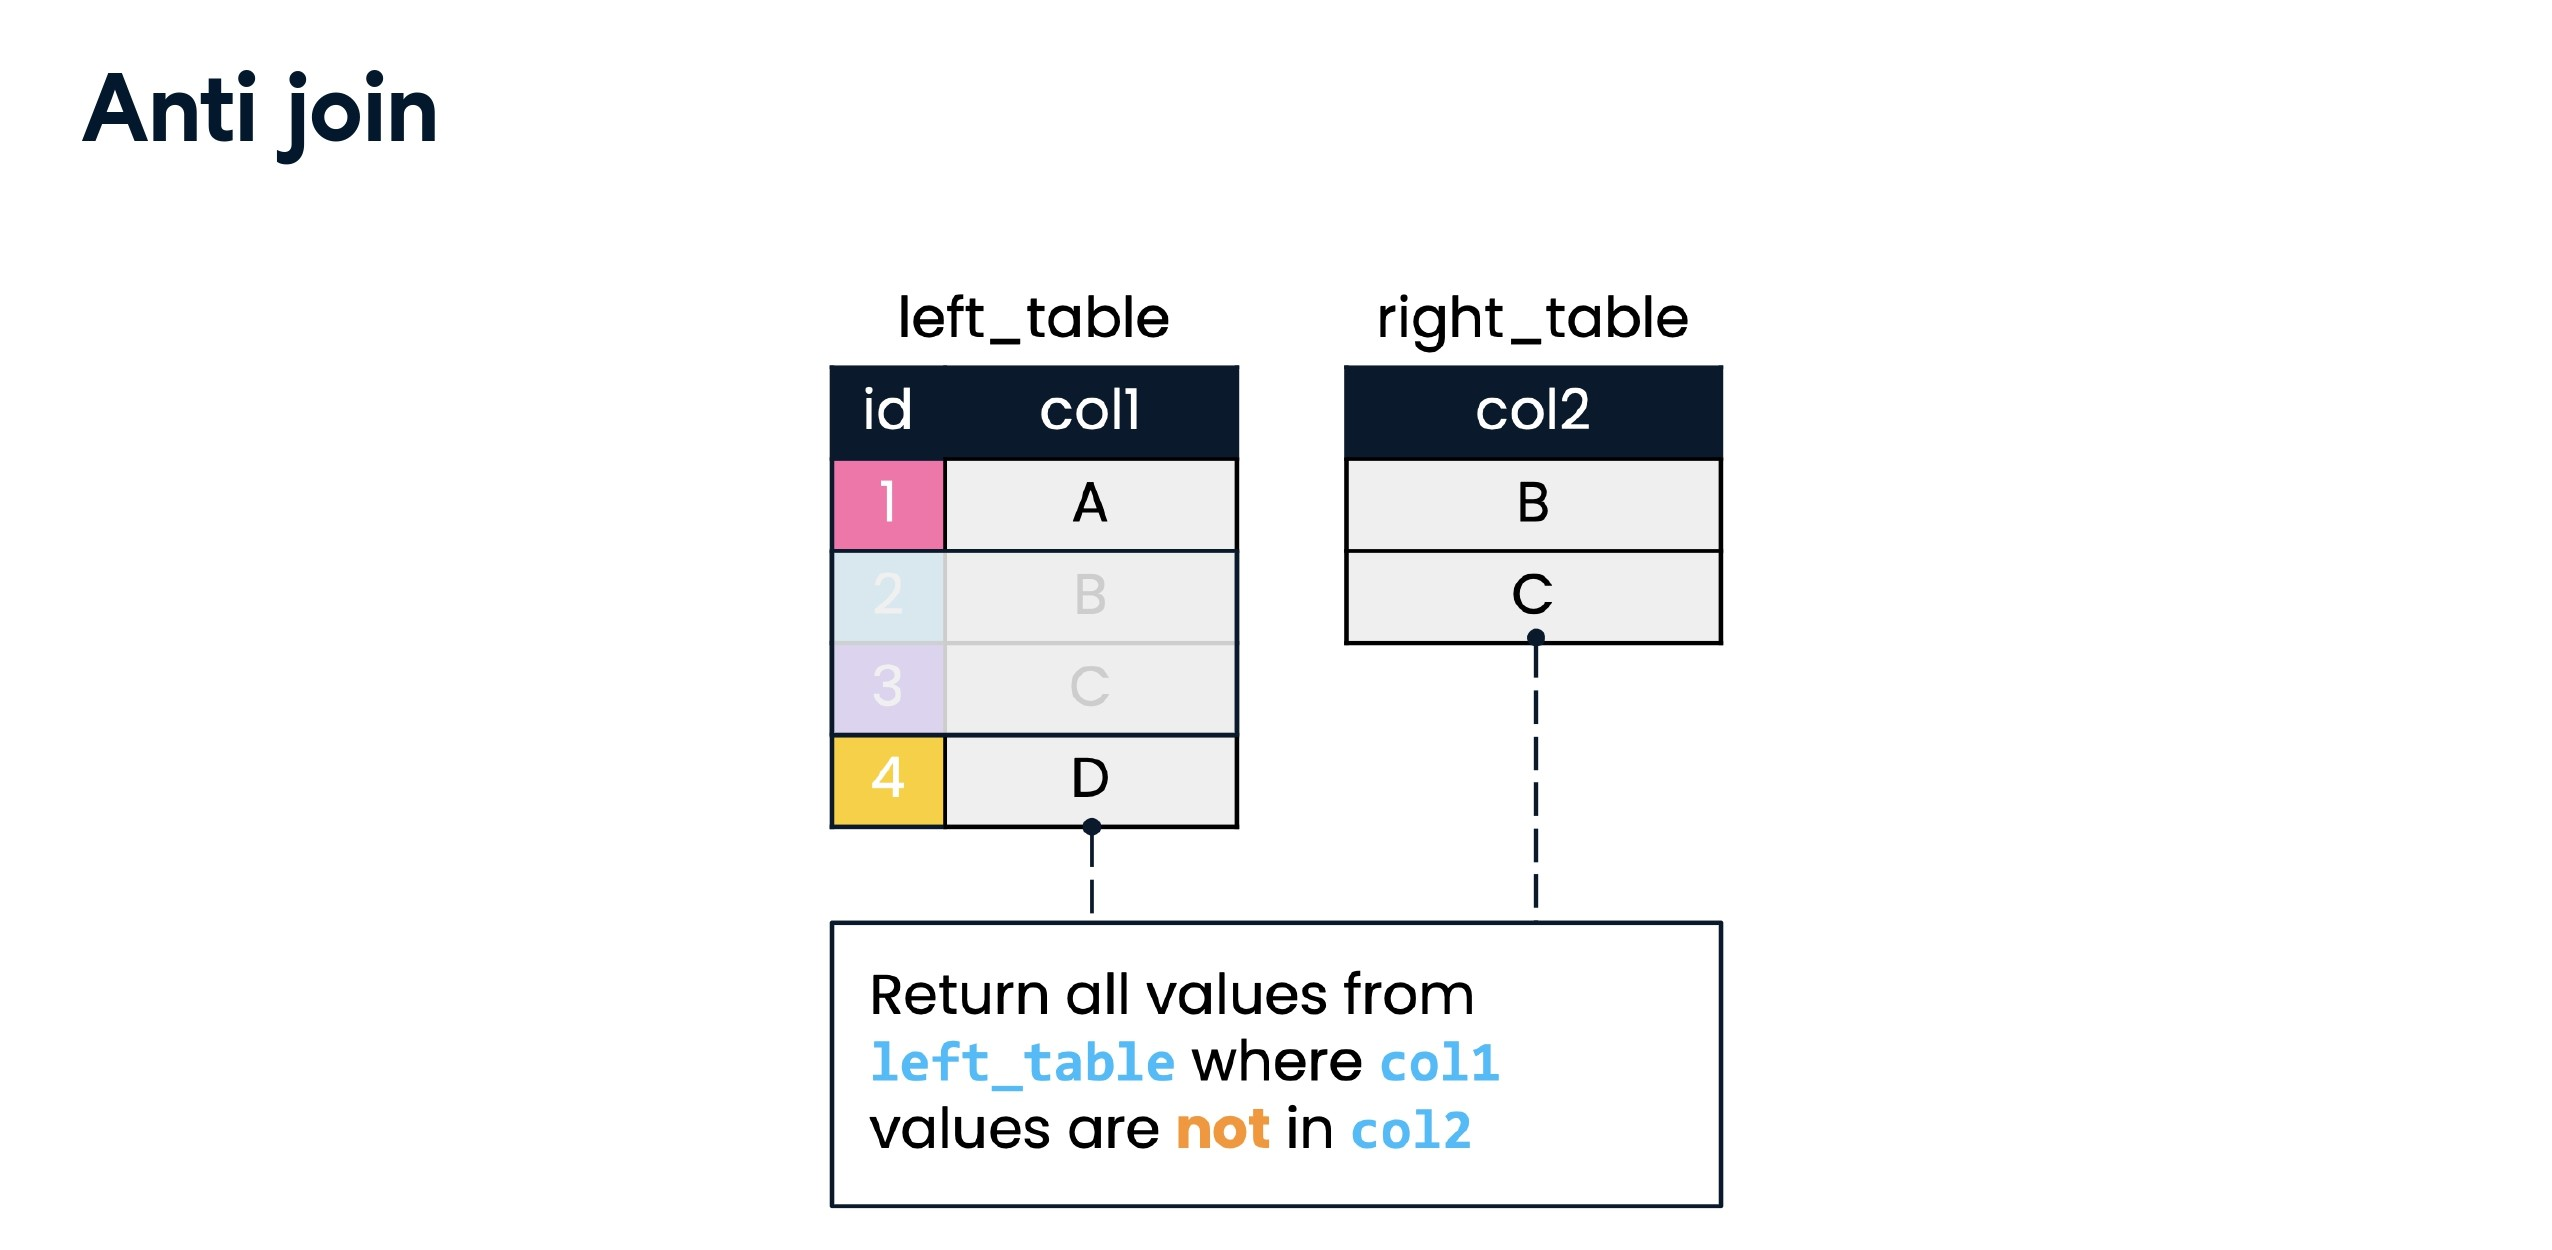 Anti join
left_table right_table
id col1 col2
1 A B
2 B C
3 C
4 D
Return all values from
left_table where col1
values are not in col2